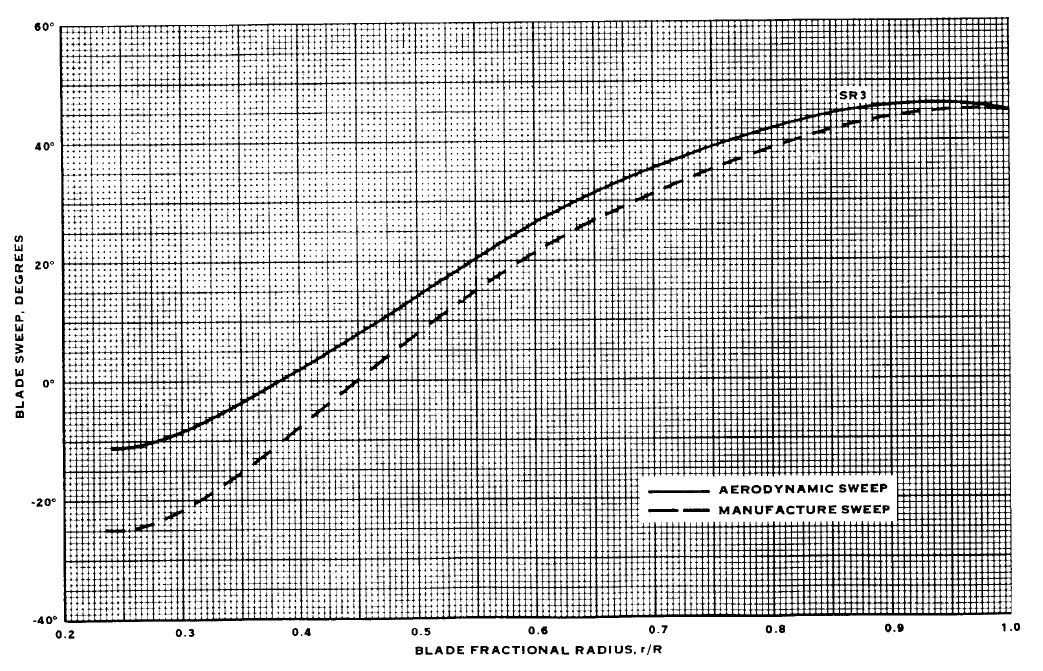 60°
40°
20°
0°
-20°
-40°
BLADE SWEEP, DEGREES
SR3
AERODYNAMIC SWEEP
MANUFACTURE SWEEP
0.2 0.3 0.4 0.5 0.6 0.7 0.8 0.9 1.0
BLADE FRACTIONAL RADIUS, r/R